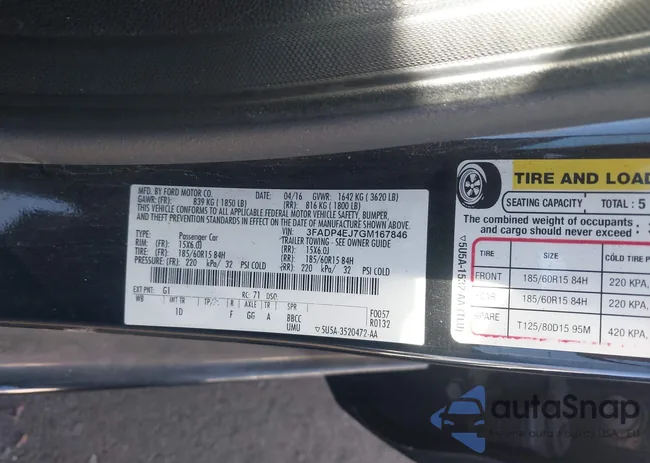 MFD. BY FORD MOTOR CO.
DATE: 04/16 GVWR: 1642 KG ( 3620 LB)
GAWR: (FR): 839 KG ( 1850 LB) (RR): 816 KG ( 1800 LB)
THIS VEHICLE CONFORMS TO ALL APPLICABLE FEDERAL MOTOR VEHICLE SAFETY, BUMPER,
AND THEFT PREVENTION STANDARDS IN EFFECT ON THE DATE OF MANUFACTURE SHOWN ABOVE.
VIN: 3FADP4EJ7GM167846
TYPE: Passenger Car TRAILER TOWING - SEE OWNER GUIDE
RIM: (FR): 15X6.0J (RR): 15X6.0J
TIRE: (FR): 185/60R15 84H (RR): 185/60R15 84H
PRESSURE: (FR): 220 kPa/ 32 PSI COLD (RR): 220 kPa/ 32 PSI COLD
EXT PNT: G1 RC: 71 DSO:
WB INT TR TP/PS R AX TR SPR
1D F GG A BBCC
UMU
F0057
R0132
5U5A-3520472-AA
TIRE AND LOAD
SEATING CAPACITY TOTAL : 5
The combined weight of occupants
and cargo should never exceed :
TIRE SIZE COLD TIRE
FRONT 185/60R15 84H 220 KPA,
REAR 185/60R15 84H 220 KPA,
SPARE T125/80D15 95M 420 KPA,
autoSnap